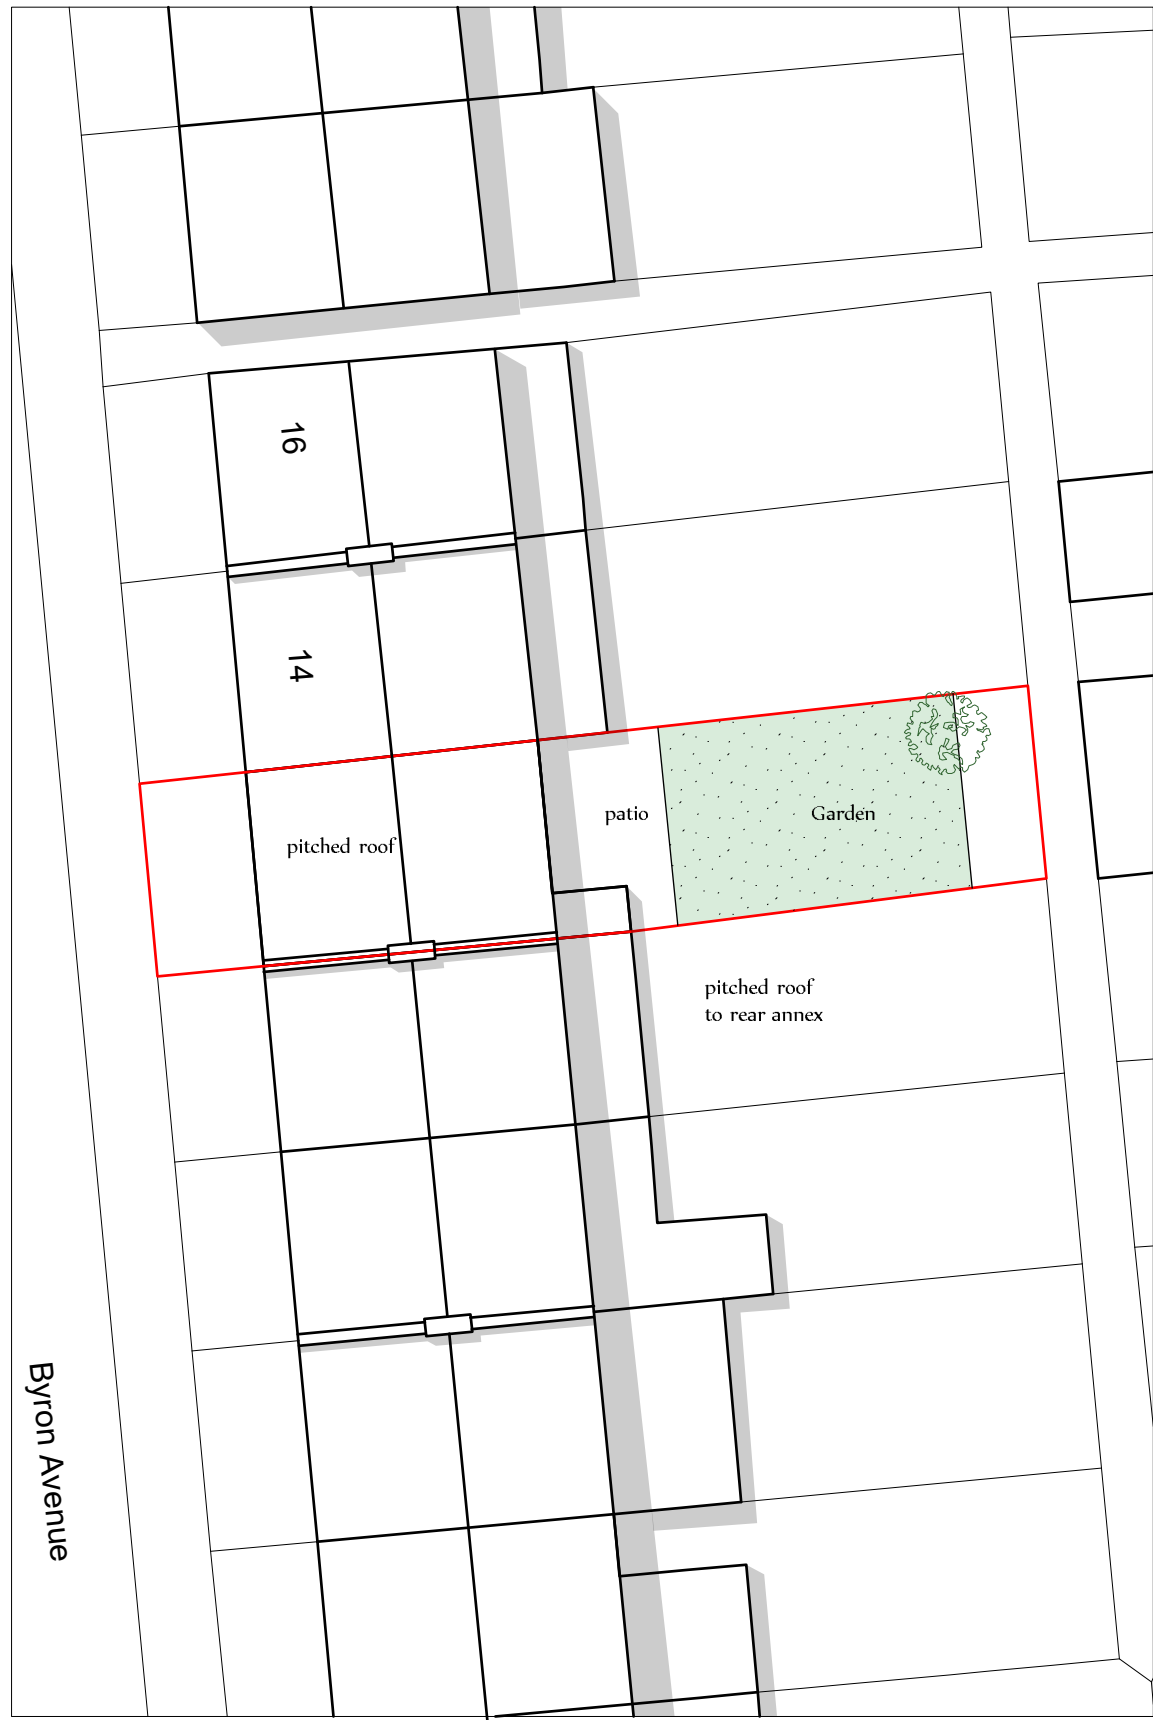 16
14
patio
Garden
pitched roof
pitched roof
to rear annex
Byron Avenue